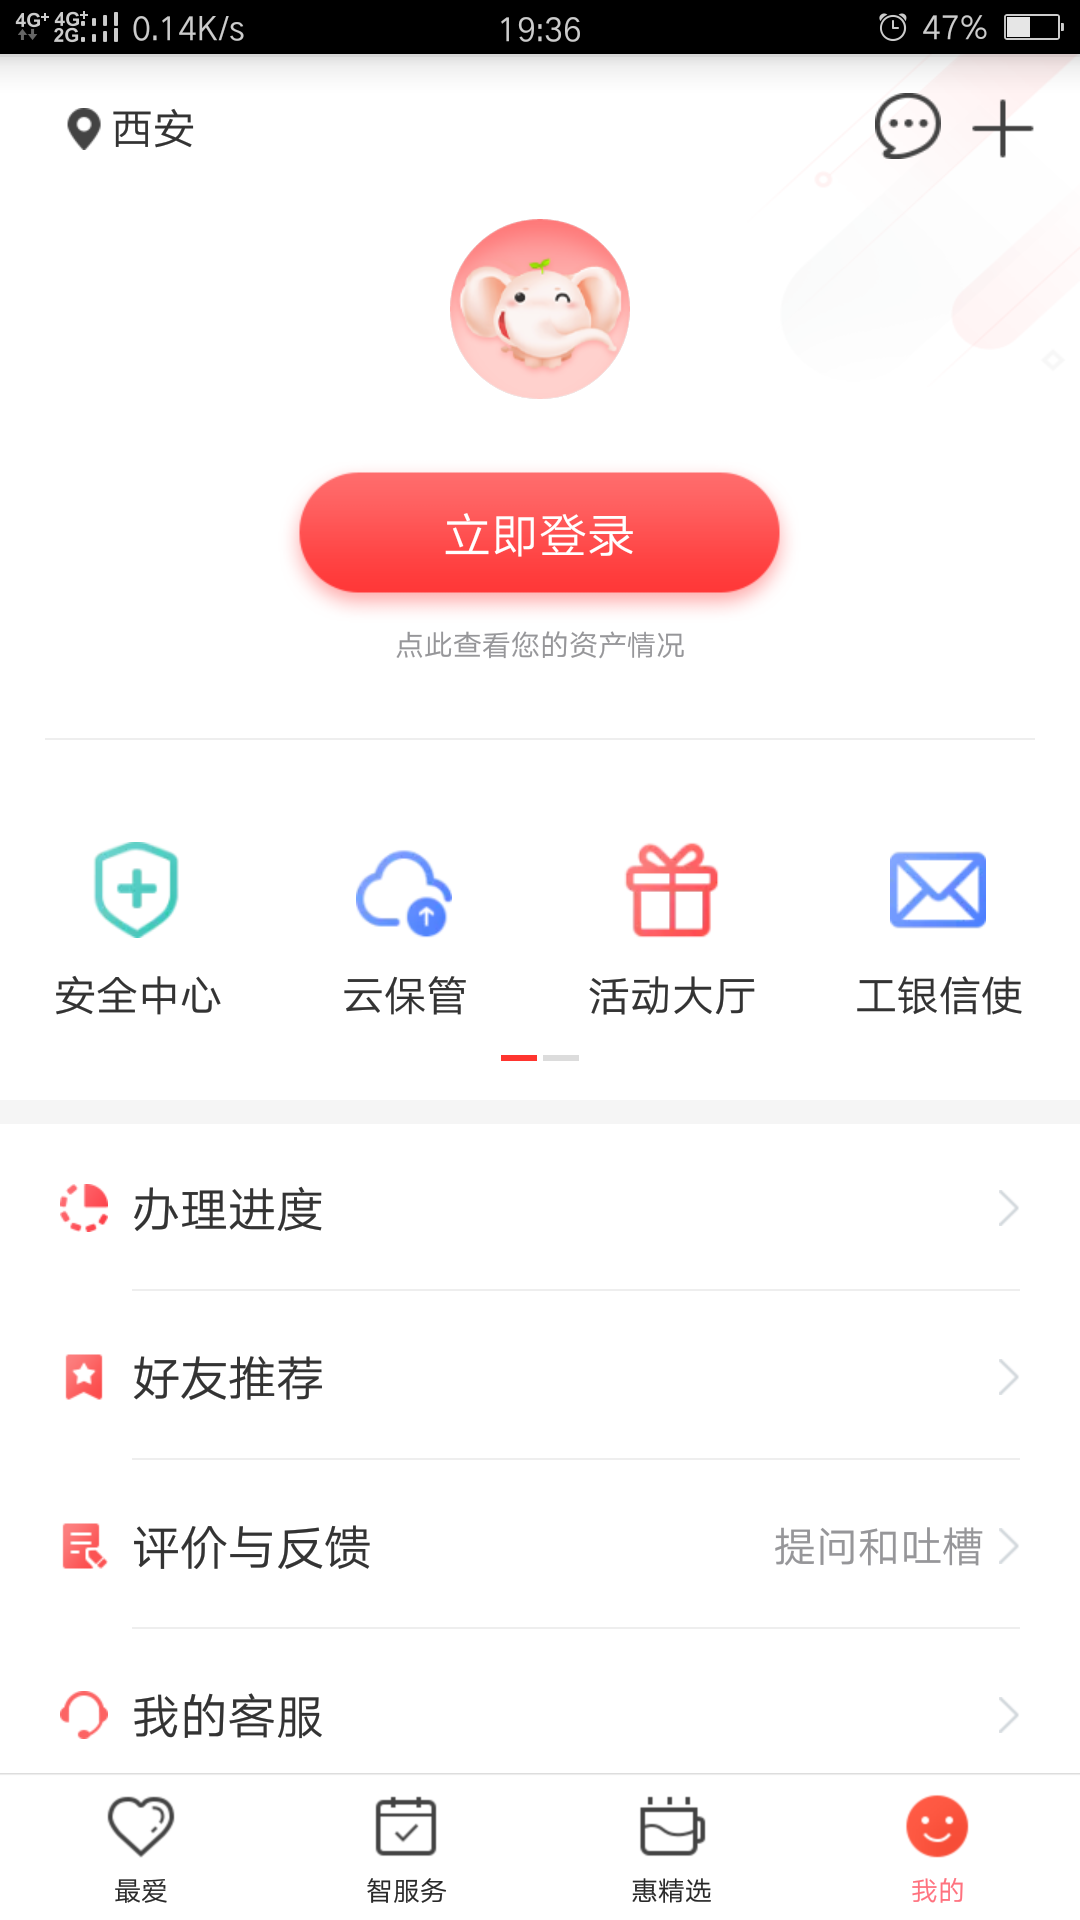 4G+ 4G+ 2G 0.14K/s 19:36 47%
西安
立即登录
点此查看您的资产情况
安全中心 云保管 活动大厅 工银信使
办理进度
好友推荐
评价与反馈 提问和吐槽
我的客服
最爱 智服务 惠精选 我的